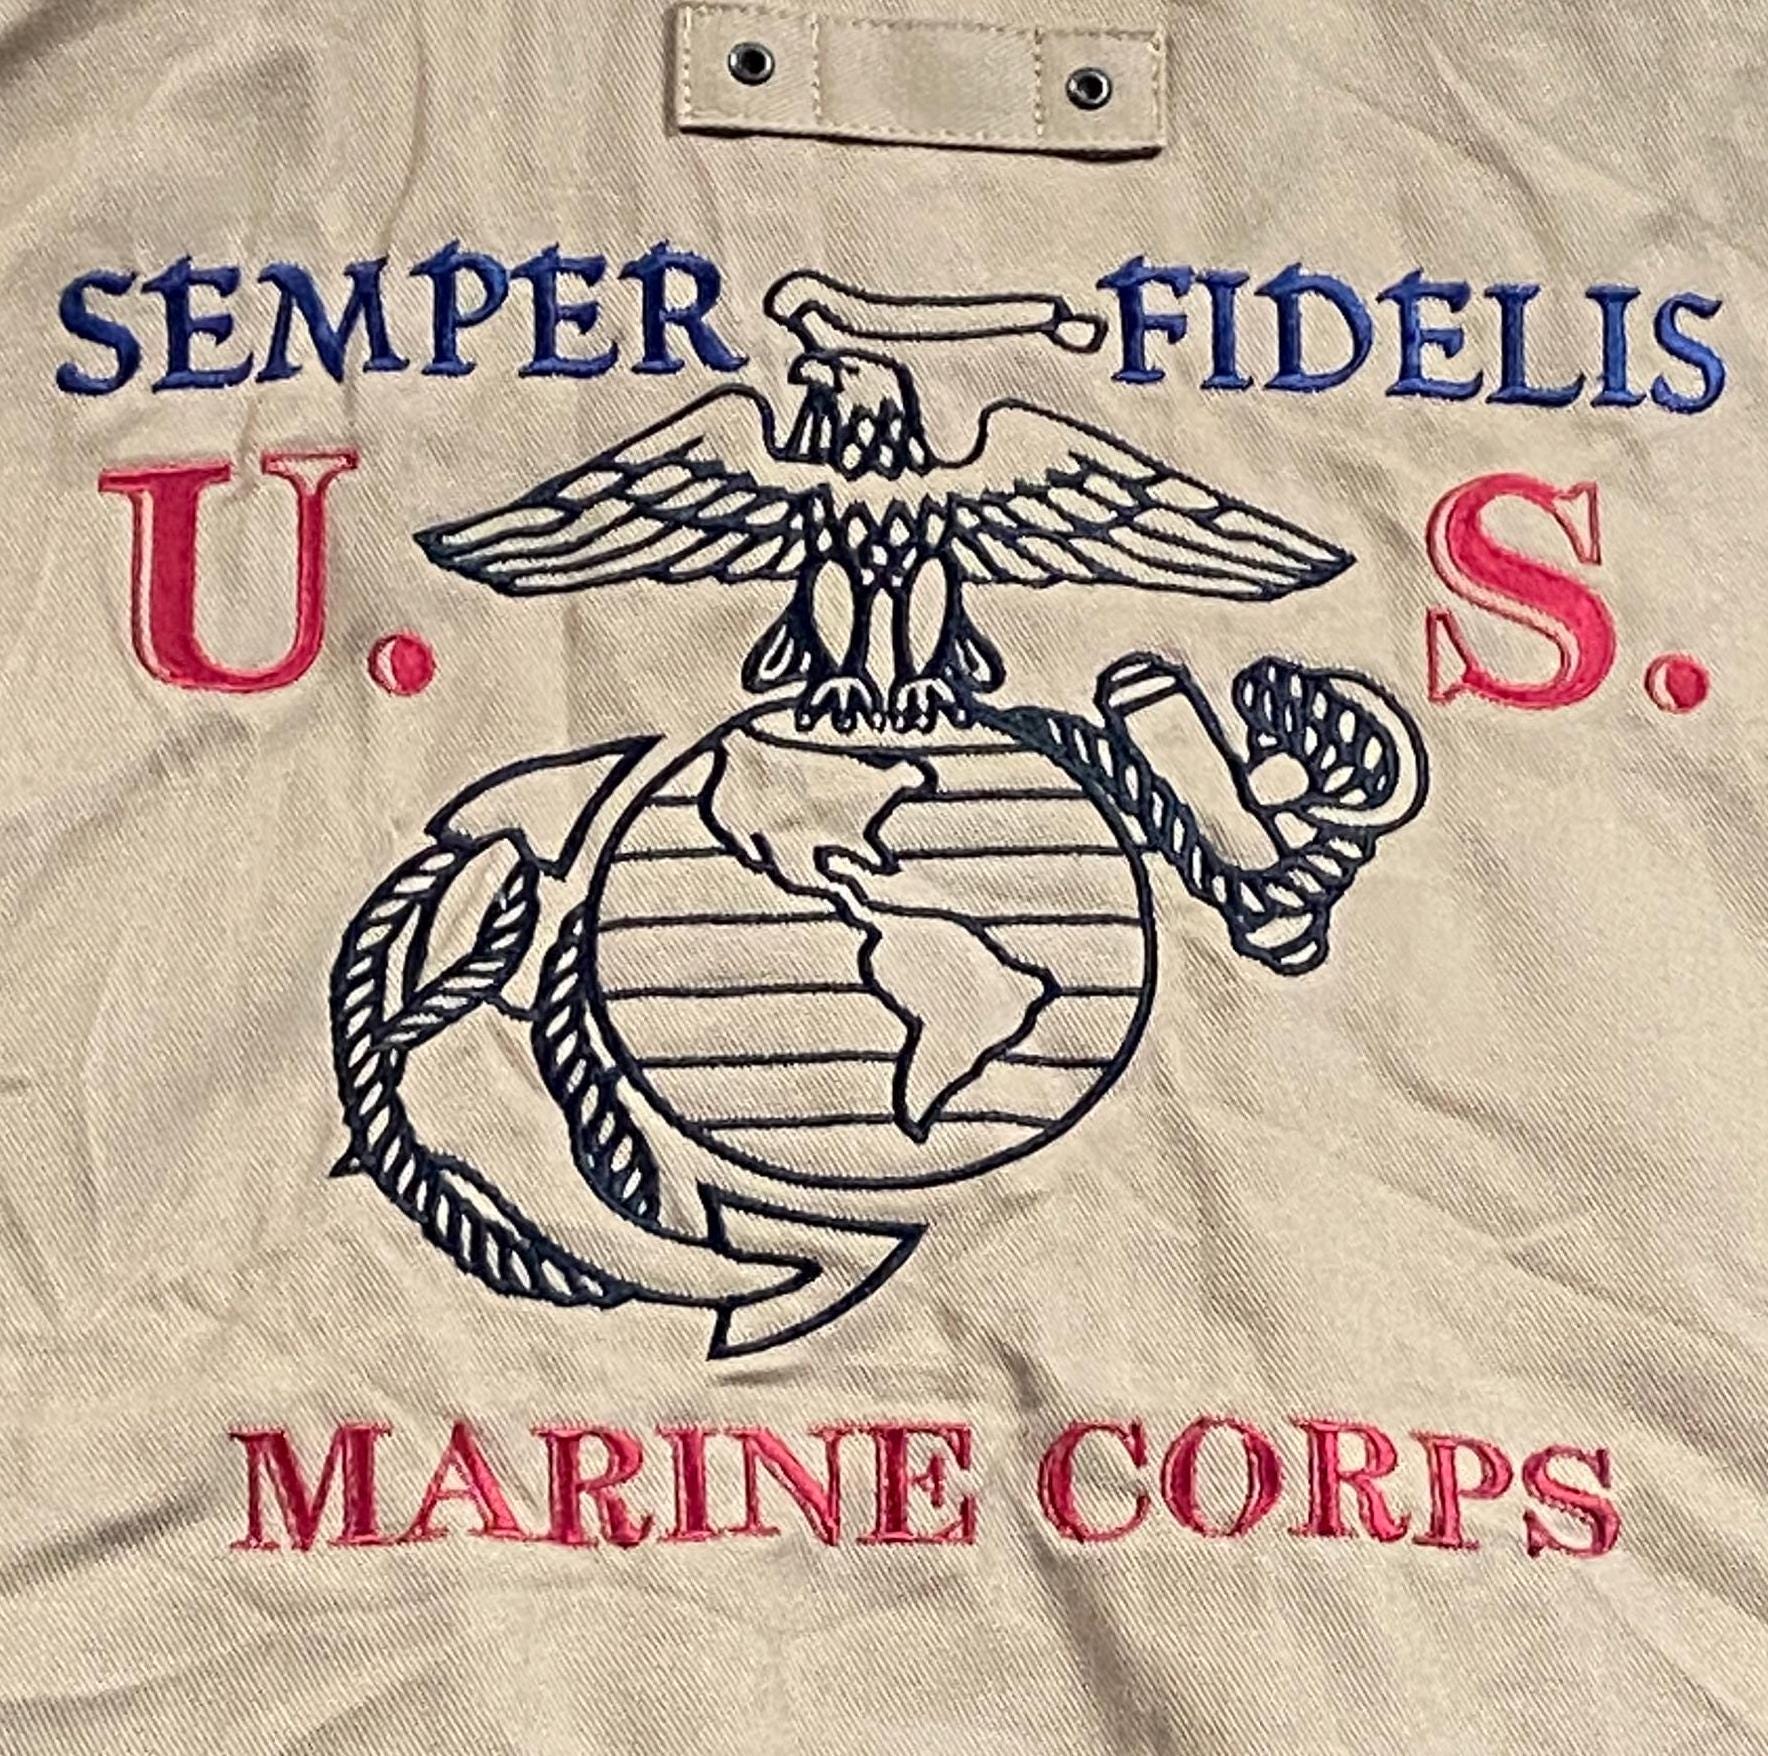 SEMPER FIDELIS
U. S.
MARINE CORPS